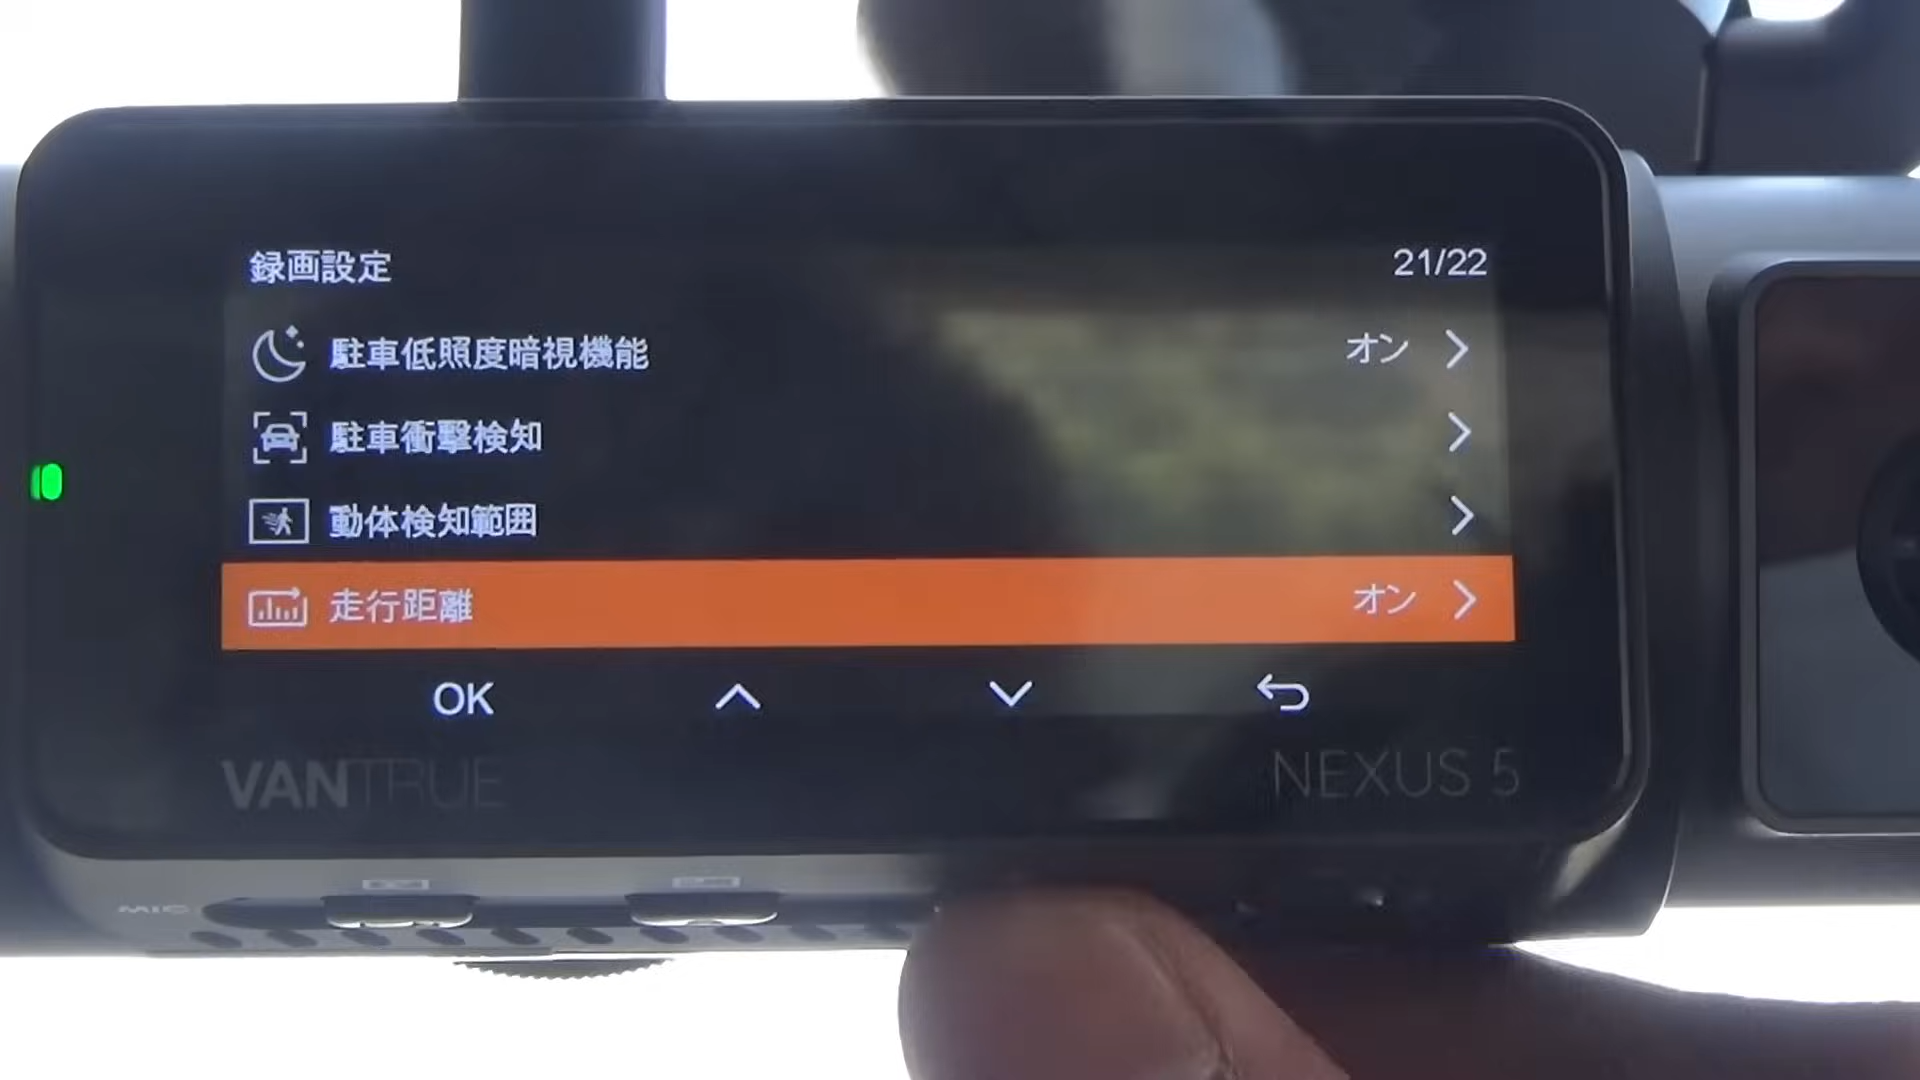 録画設定 21/22
駐車低照度暗視機能 オン
駐車衝撃検知
動体検知範囲
走行距離 オン
OK
VANTRUE NEXUS 5
MIC